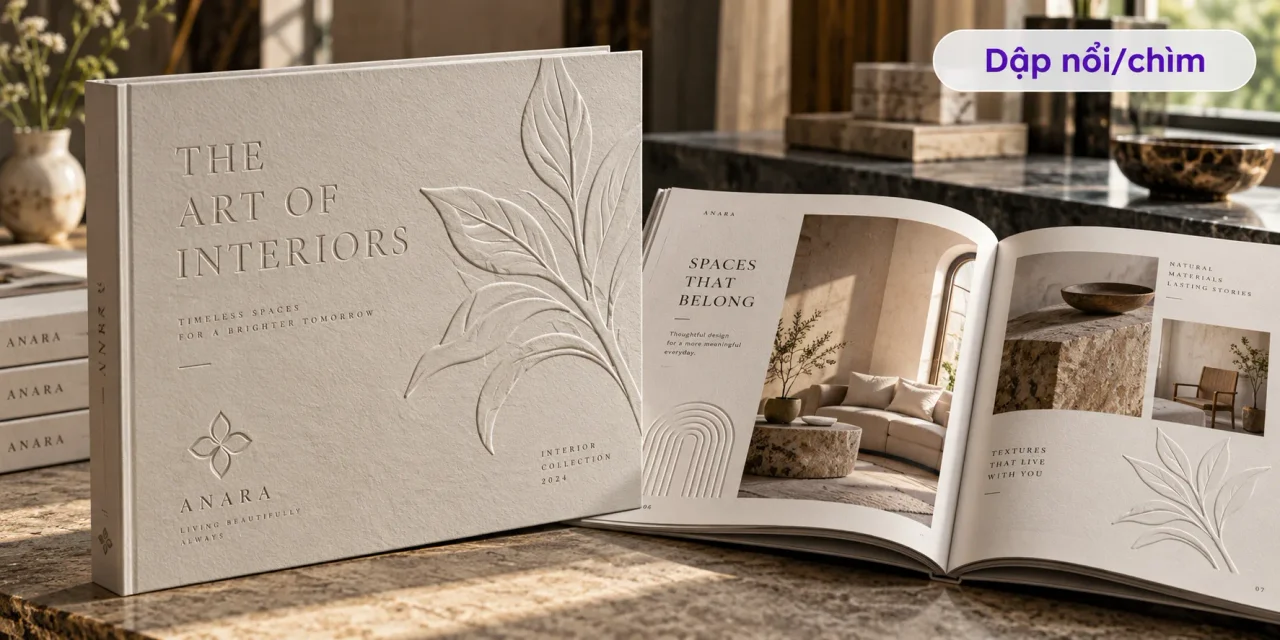 Dập nổi/chìm
THE
ART OF
INTERIORS
TIMELESS SPACES
FOR A BRIGHTER TOMORROW
ANARA
LIVING BEAUTIFULLY
ALWAYS
INTERIOR
COLLECTION
2024
ANARA
ANARA
ANARA
ANARA
ANARA
SPACES
THAT
BELONG
Thoughtful design
for a more meaningful
everyday.
06
NATURAL
MATERIALS
LASTING STORIES
TEXTURES
THAT LIVE
WITH YOU
07